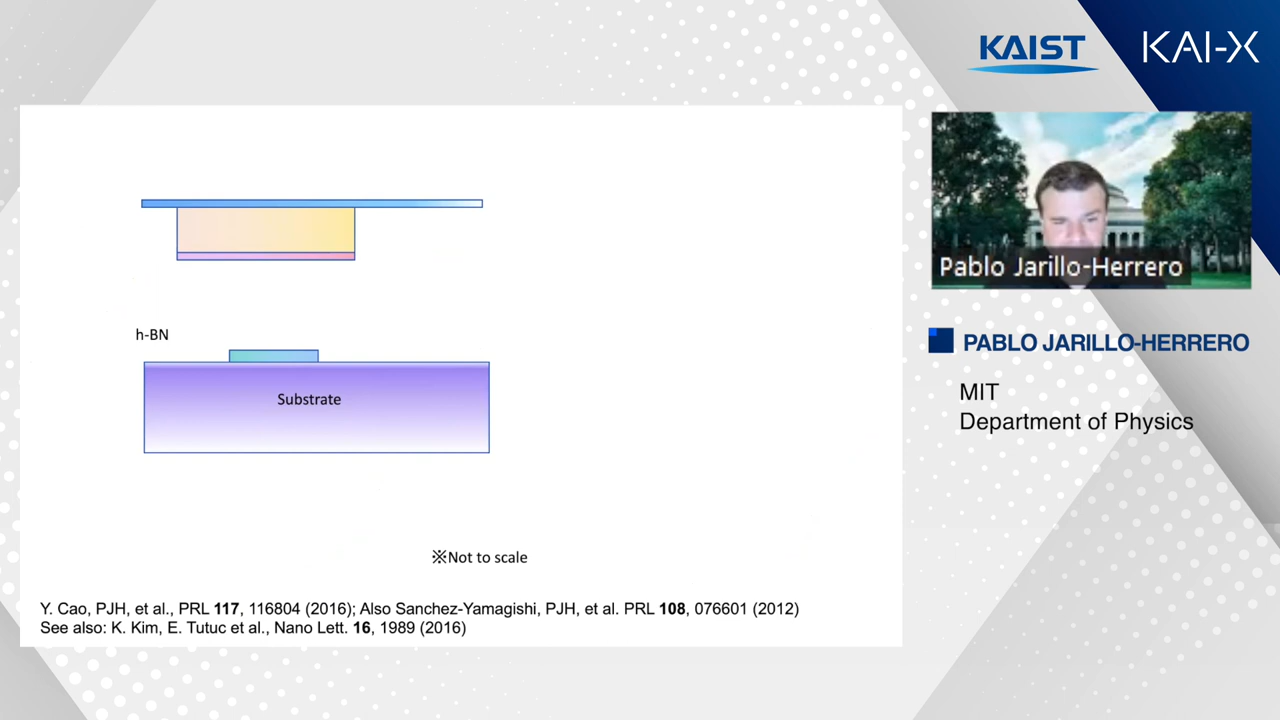 KAIST
KAI-X
Pablo Jarillo-Herrero
PABLO JARILLO-HERRERO
MIT
Department of Physics
h-BN
Substrate
※Not to scale
Y. Cao, PJH, et al., PRL 117, 116804 (2016); Also Sanchez-Yamagishi, PJH, et al. PRL 108, 076601 (2012)
See also: K. Kim, E. Tutuc et al., Nano Lett. 16, 1989 (2016)